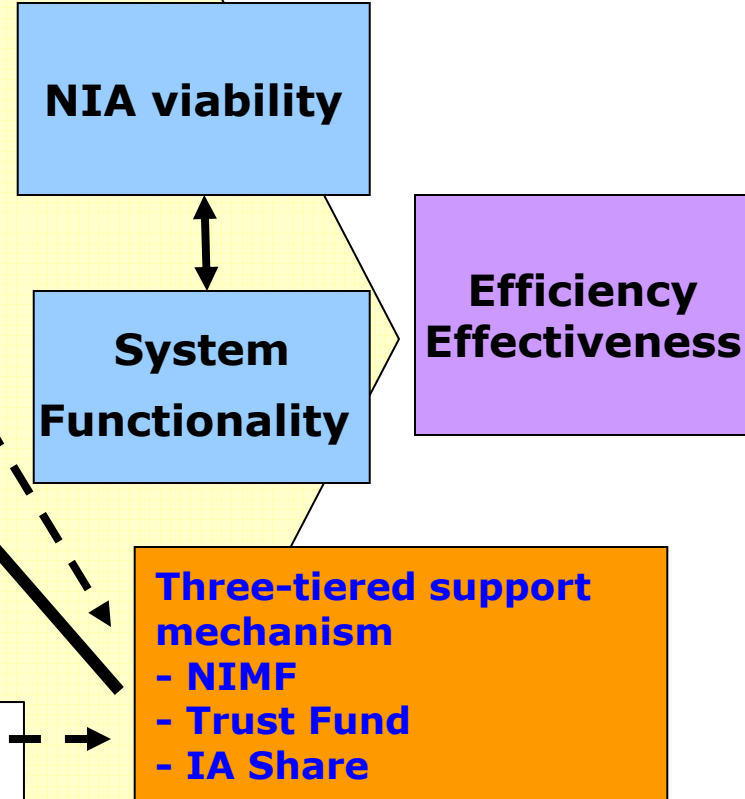 NIA viability
System
Functionality
Efficiency
Effectiveness
Three-tiered support
mechanism
- NIMF
- Trust Fund
- IA Share